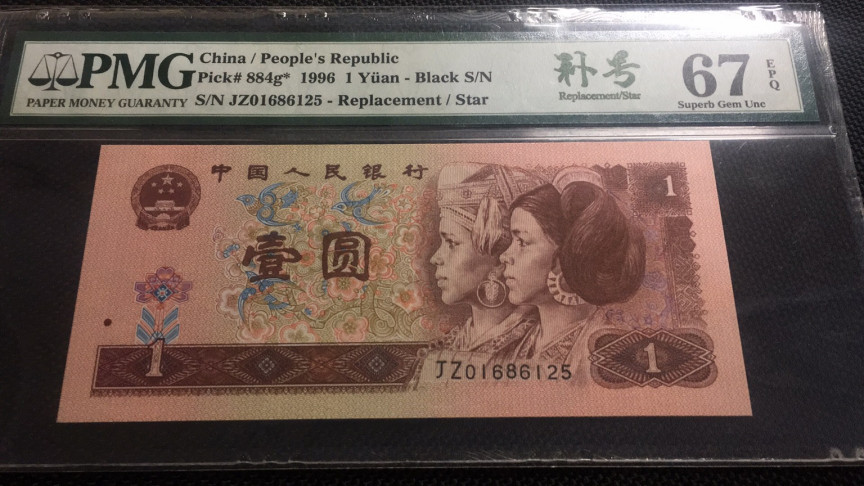 PMG
PAPER MONEY GUARANTY
China / People's Republic
Pick# 884g* 1996 1 Yüan - Black S/N
S/N JZ01686125 - Replacement / Star
补号
Replacement/Star
67 EPQ
Superb Gem Unc
中国人民银行
1
壹圆
1
JZ01686125
1